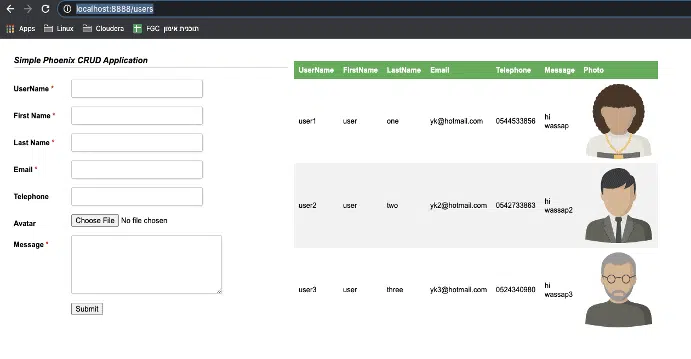 localhost:8888/users
Apps Linux Cloudera FGC תוכנית אימון
Simple Phoenix CRUD Application
UserName *
First Name *
Last Name *
Email *
Telephone
Avatar Choose File No file chosen
Message *
Submit
UserName FirstName LastName Email Telephone Message Photo
user1 user one yk@hotmail.com 0544533856 hi
wassap
user2 user two yk2@hotmail.com 0542733863 hi
wassap2
user3 user three yk3@hotmail.com 0524340980 hi
wassap3